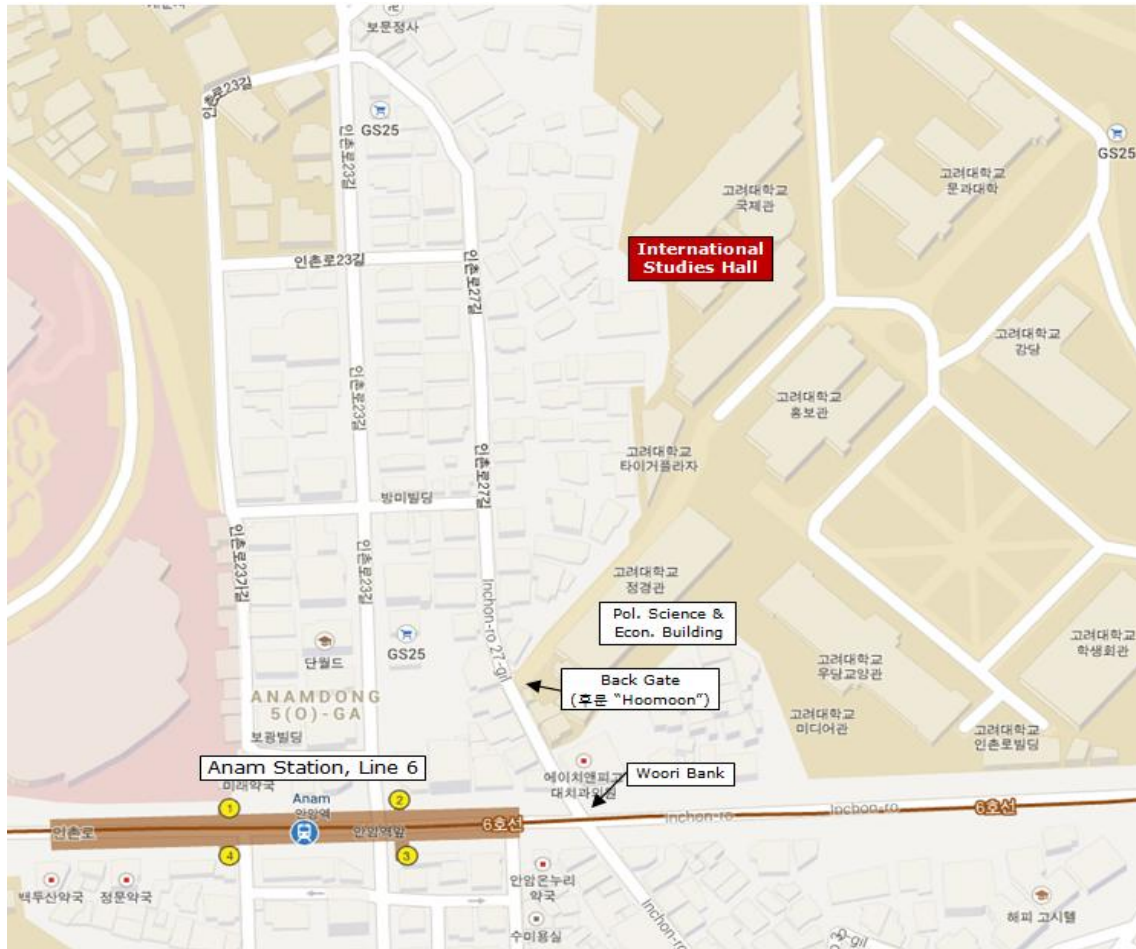 보문정사
인촌로23길
GS25
인촌로23길
GS25
고려대학교
국제관
고려대학교
문과대학
International
Studies Hall
인촌로23길
인촌로27길
고려대학교
강당
인촌로23길
고려대학교
홍보관
고려대학교
타이거플라자
인촌로27길
방미빌딩
인촌로23가길
인촌로23길
고려대학교
정경관
Inchon-ro 27-gil
Pol. Science &
Econ. Building
단월드
GS25
고려대학교
우당교양관
고려대학교
학생회관
Back Gate
(후문 “Hoomoon”)
ANAMDONG
5(O)-GA
고려대학교
미디어관
고려대학교
인촌로빌딩
보광빌딩
Anam Station, Line 6
에이치앤피고
대치과의원
Woori Bank
미래약국
1
Anam
안암역
2
인촌로
안암역앞
6호선
Inchon-ro
Inchon-ro
6호선
4
3
백두산약국
정문약국
안암온누리
약국
해피 고시텔
수미용실
Inchon-ro